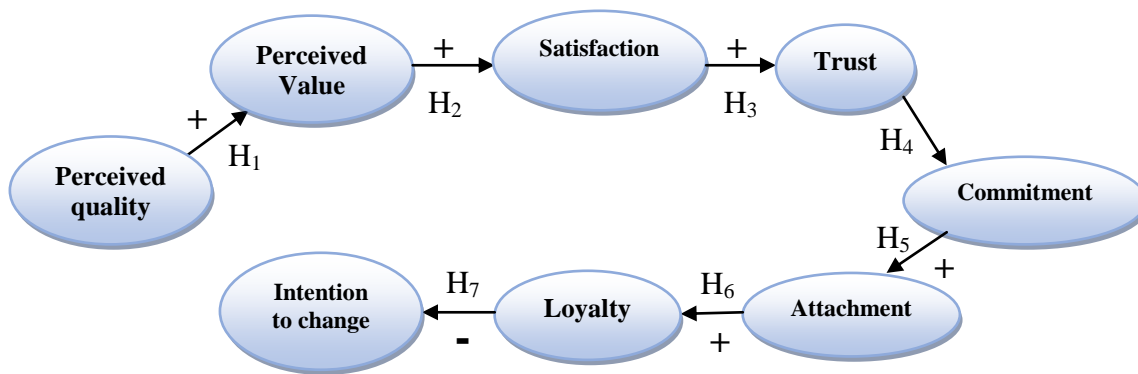 Perceived
quality
+
H₁
Perceived
Value
+
H₂
Satisfaction
+
H₃
Trust
H₄
Commitment
H₅
+
Attachment
H₆
+
Loyalty
H₇
-
Intention
to change